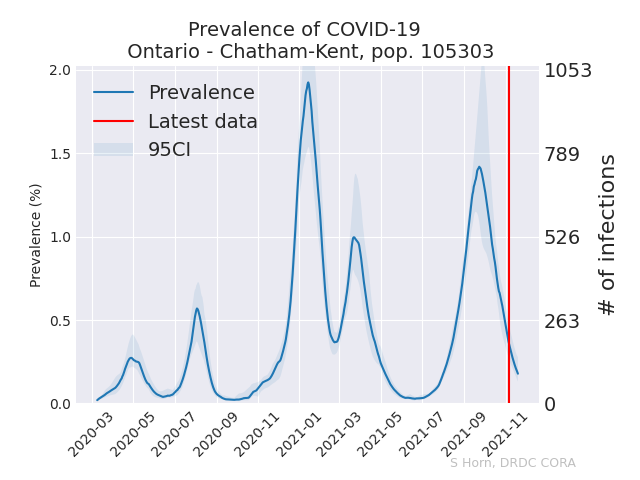 Prevalence of COVID-19
Ontario - Chatham-Kent, pop. 105303
Prevalence
Latest data
95CI
Prevalence (%)
2.0
1.5
1.0
0.5
0.0
1053
789
526
263
0
# of infections
2020-03
2020-05
2020-07
2020-09
2020-11
2021-01
2021-03
2021-05
2021-07
2021-09
2021-11
S Horn, DRDC CORA